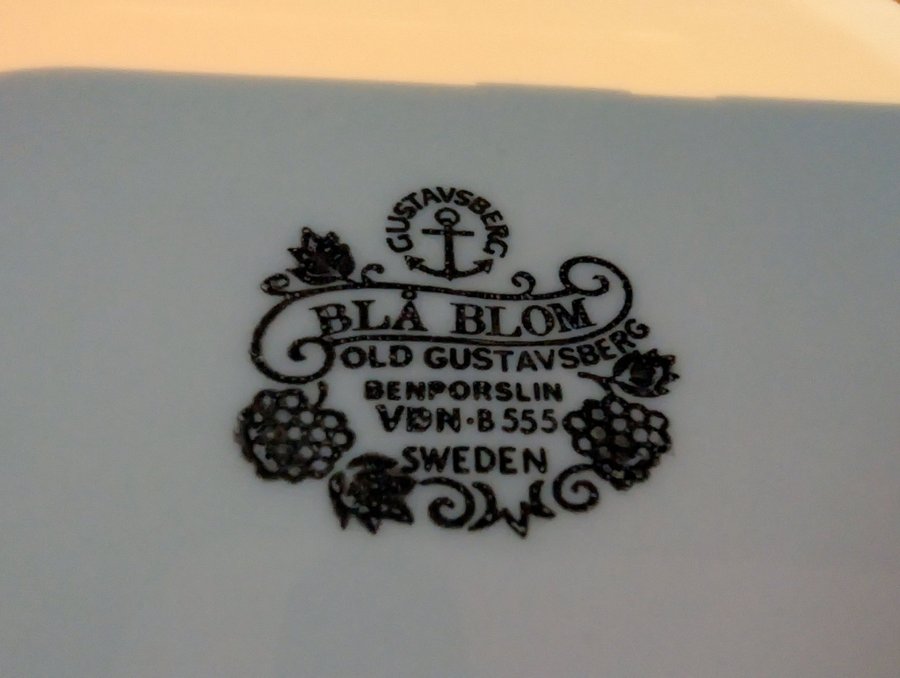 GUSTAVSBERG
BLÅ BLOM
OLD GUSTAVSBERG
BENPORSLIN
VDN·B 555
SWEDEN